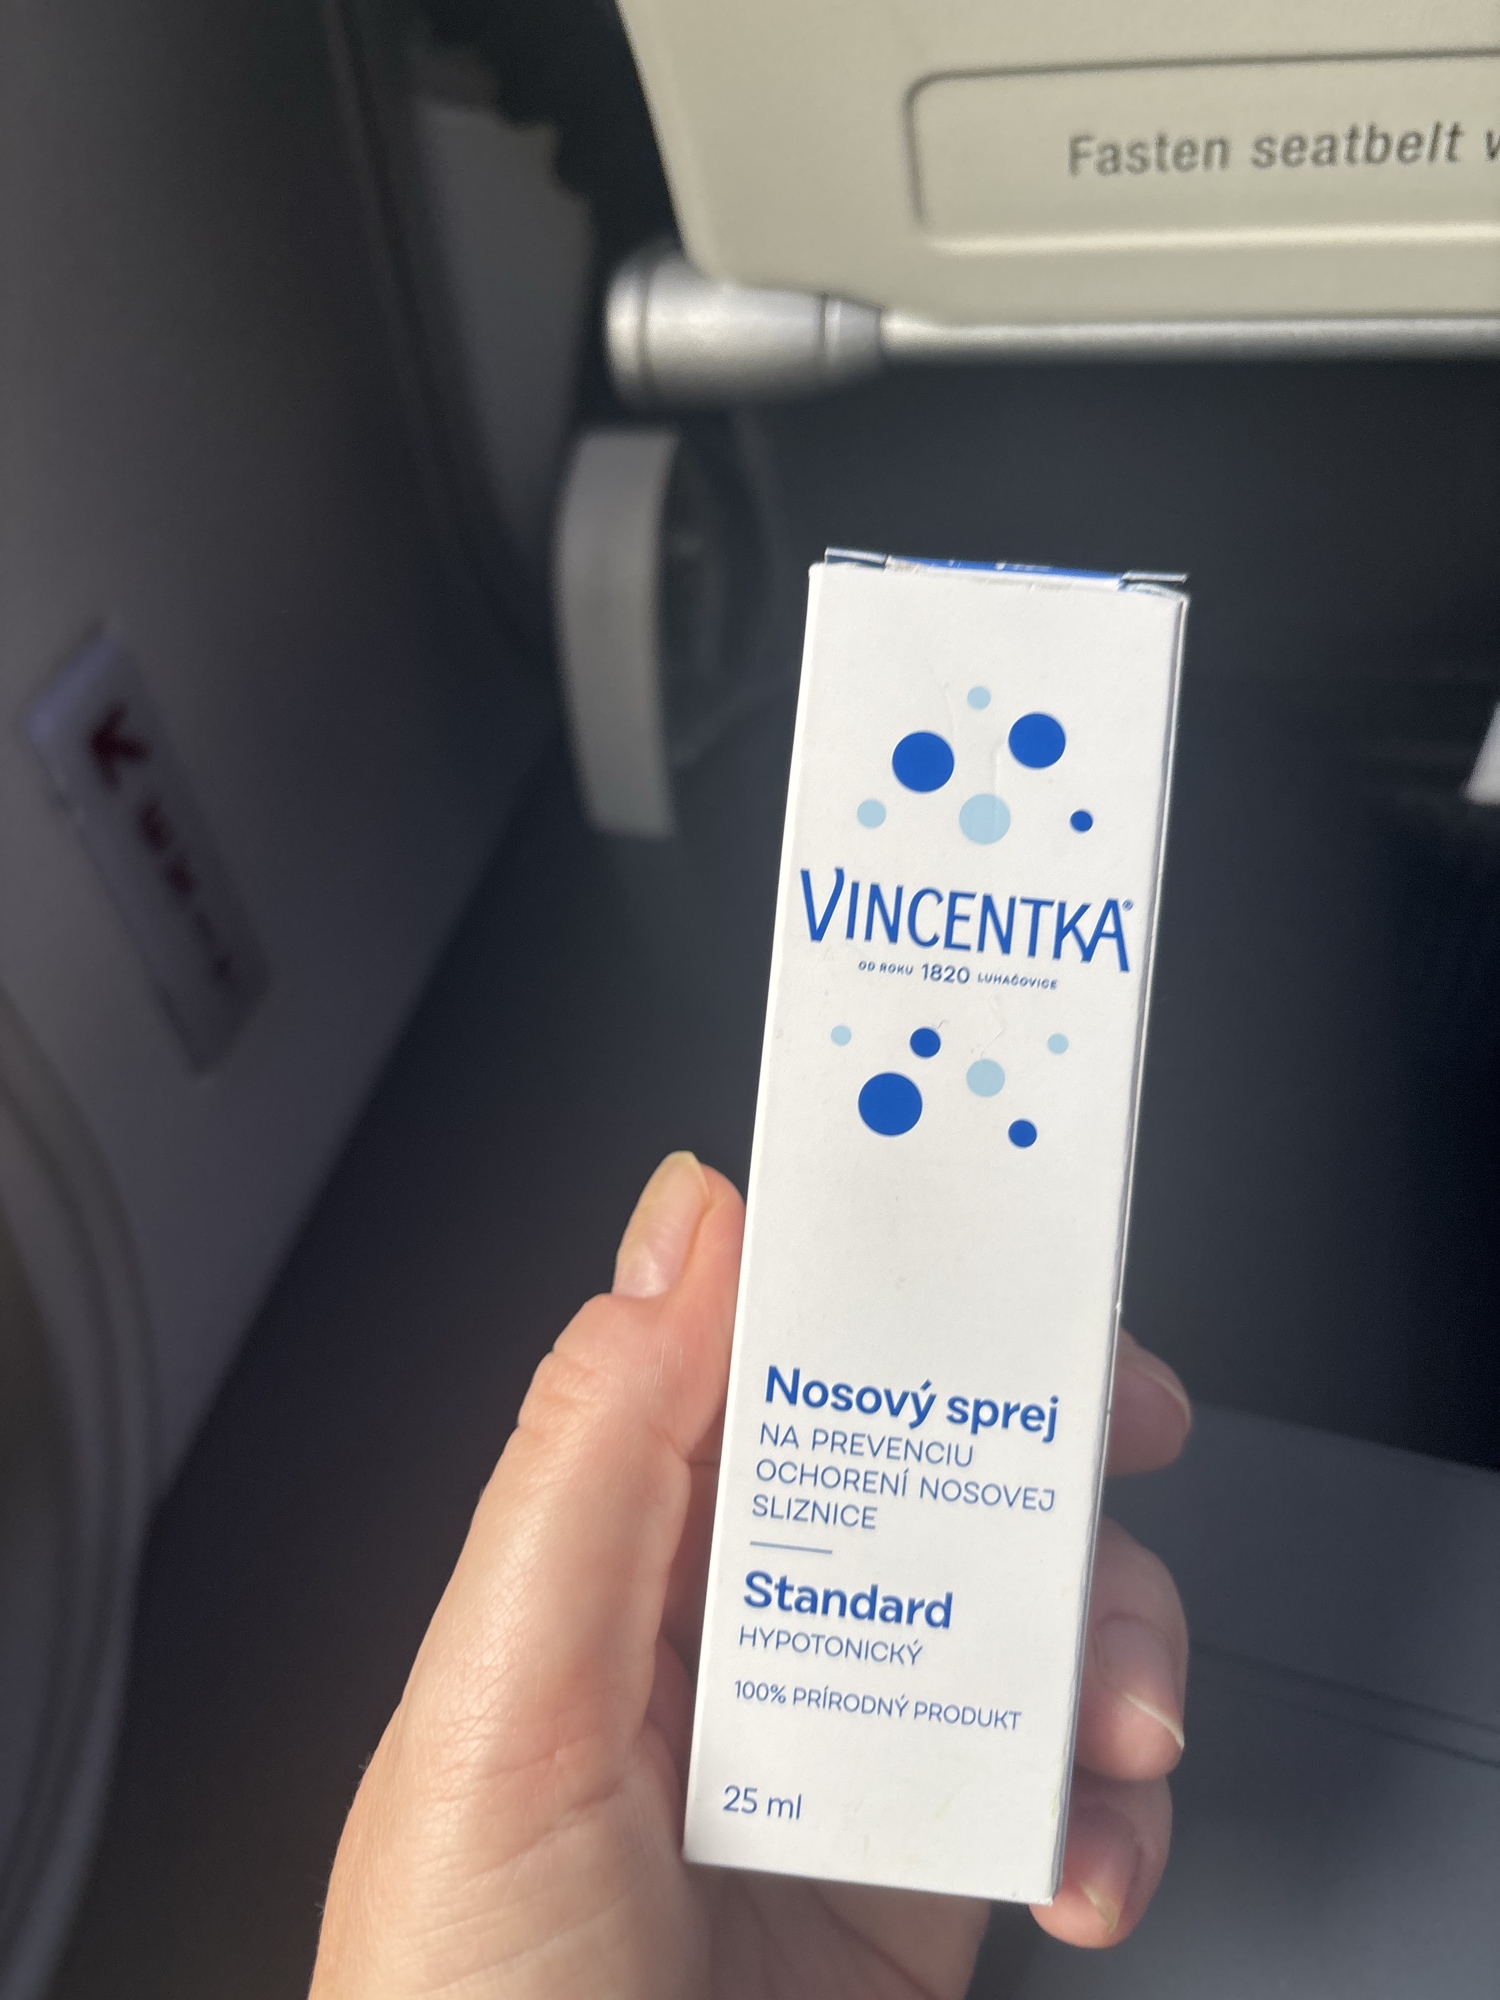 Fasten seatbelt
VINCENTKA®
OD ROKU 1820 LUHAČOVICE
Nosový sprej
NA PREVENCIU
OCHORENÍ NOSOVEJ
SLIZNICE
Standard
HYPOTONICKÝ
100% PRÍRODNÝ PRODUKT
25 ml